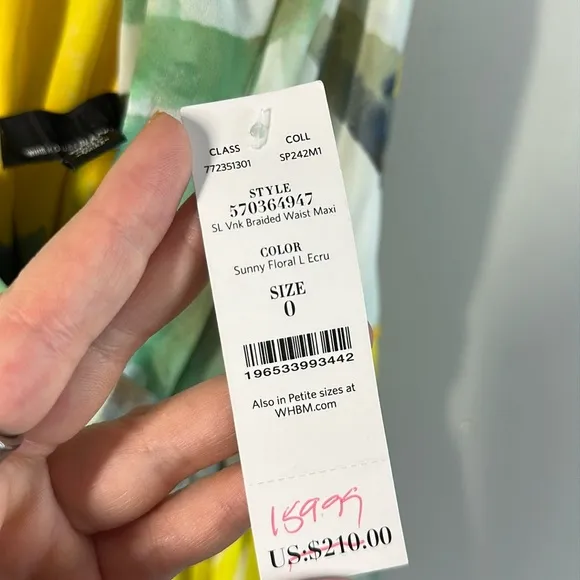 CLASS COLL
772351301 SP242M1
STYLE
570364947
SL Vnk Braided Waist Maxi
COLOR
Sunny Floral L Ecru
SIZE
0
196533993442
Also in Petite sizes at
WHBM.com
159.99
US:$210.00